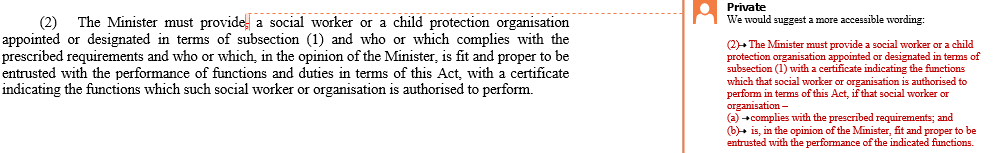 (2) The Minister must provide, a social worker or a child protection organisation
appointed or designated in terms of subsection (1) and who or which complies with the
prescribed requirements and who or which, in the opinion of the Minister, is fit and proper to be
entrusted with the performance of functions and duties in terms of this Act, with a certificate
indicating the functions which such social worker or organisation is authorised to perform.
Private
We would suggest a more accessible wording:
(2)→ The Minister must provide a social worker or a child
protection organisation appointed or designated in terms of
subsection (1) with a certificate indicating the functions
which that social worker or organisation is authorised to
perform in terms of this Act, if that social worker or
organisation –
(a) →complies with the prescribed requirements; and
(b)→ is, in the opinion of the Minister, fit and proper to be
entrusted with the performance of the indicated functions.